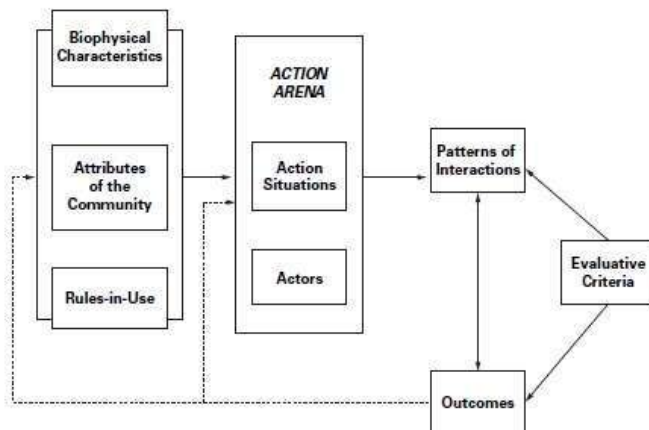 Biophysical
Characteristics
Attributes
of the
Community
Rules-in-Use
ACTION
ARENA
Action
Situations
Actors
Patterns of
Interactions
Evaluative
Criteria
Outcomes